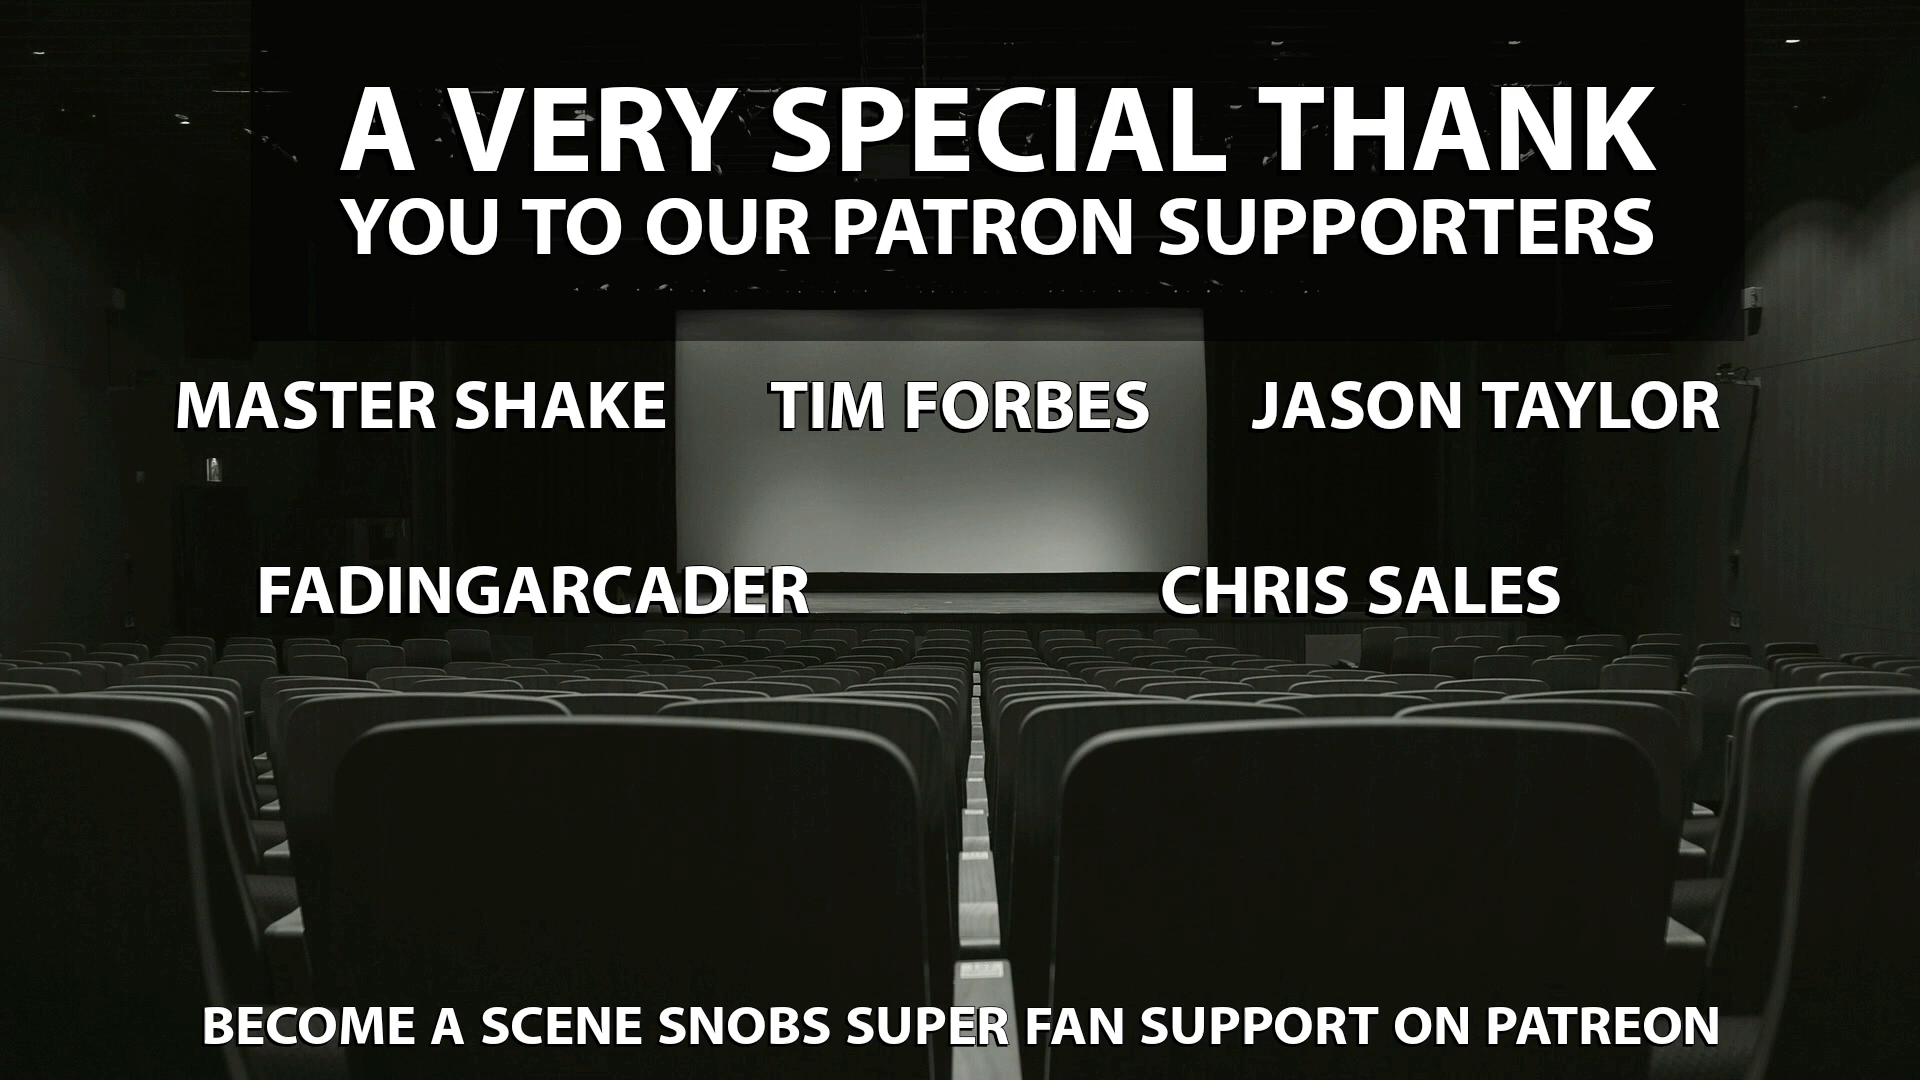 A VERY SPECIAL THANK
YOU TO OUR PATRON SUPPORTERS
MASTER SHAKE TIM FORBES JASON TAYLOR
FADINGARCADER CHRIS SALES
BECOME A SCENE SNOBS SUPER FAN SUPPORT ON PATREON